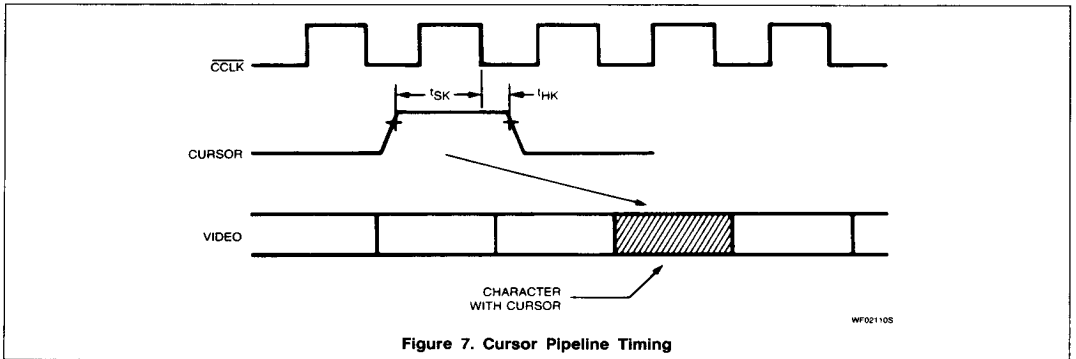 CCLK
tSK
tHK
CURSOR
VIDEO
CHARACTER
WITH CURSOR
WF02110S
Figure 7. Cursor Pipeline Timing